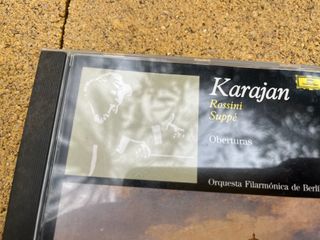 Karajan
Rossini
Suppé
Oberturas
Orquesta Filarmónica de Berlí